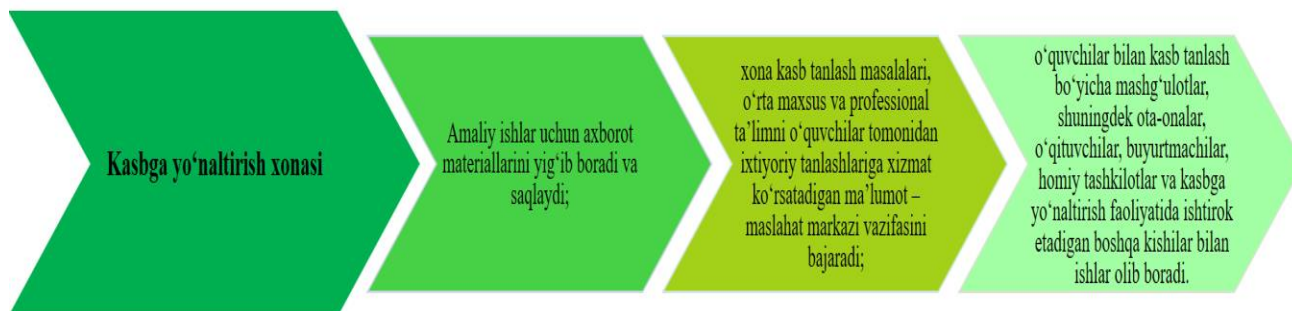 Kasbga yo‘naltirish xonasi
Amaliy ishlar uchun axborot
materiallarini yig‘ib boradi va
saqlaydi;
xona kasb tanlash masalalari,
o‘rta maxsus va professional
ta’limni o‘quvchilar tomonidan
ixtiyoriy tanlashlariga xizmat
ko‘rsatadigan ma’lumot –
maslahat markazi vazifasini
bajaradi;
o‘quvchilar bilan kasb tanlash
bo‘yicha mashg‘ulotlar,
shuningdek ota-onalar,
o‘qituvchilar, buyurtmachilar,
homiy tashkilotlar va kasbga
yo‘naltirish faoliyatida ishtirok
etadigan boshqa kishilar bilan
ishlar olib boradi.